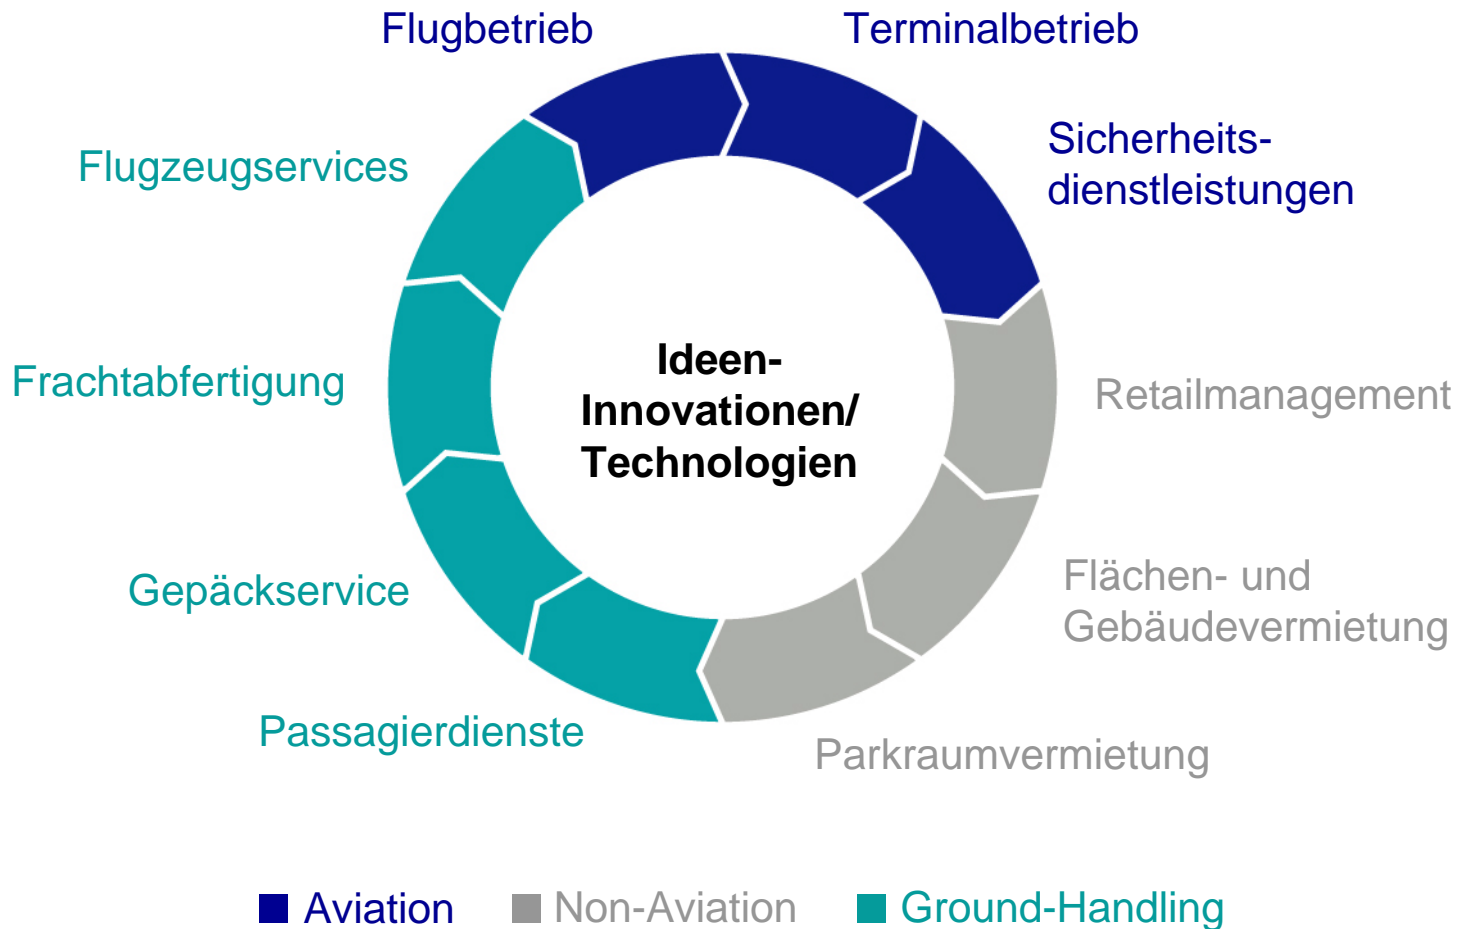 Flugbetrieb
Terminalbetrieb
Sicherheits-
dienstleistungen
Retailmanagement
Flächen- und
Gebäudevermietung
Parkraumvermietung
Passagierdienste
Gepäckservice
Frachtabfertigung
Flugzeugservices
Ideen-
Innovationen/
Technologien
Aviation
Non-Aviation
Ground-Handling